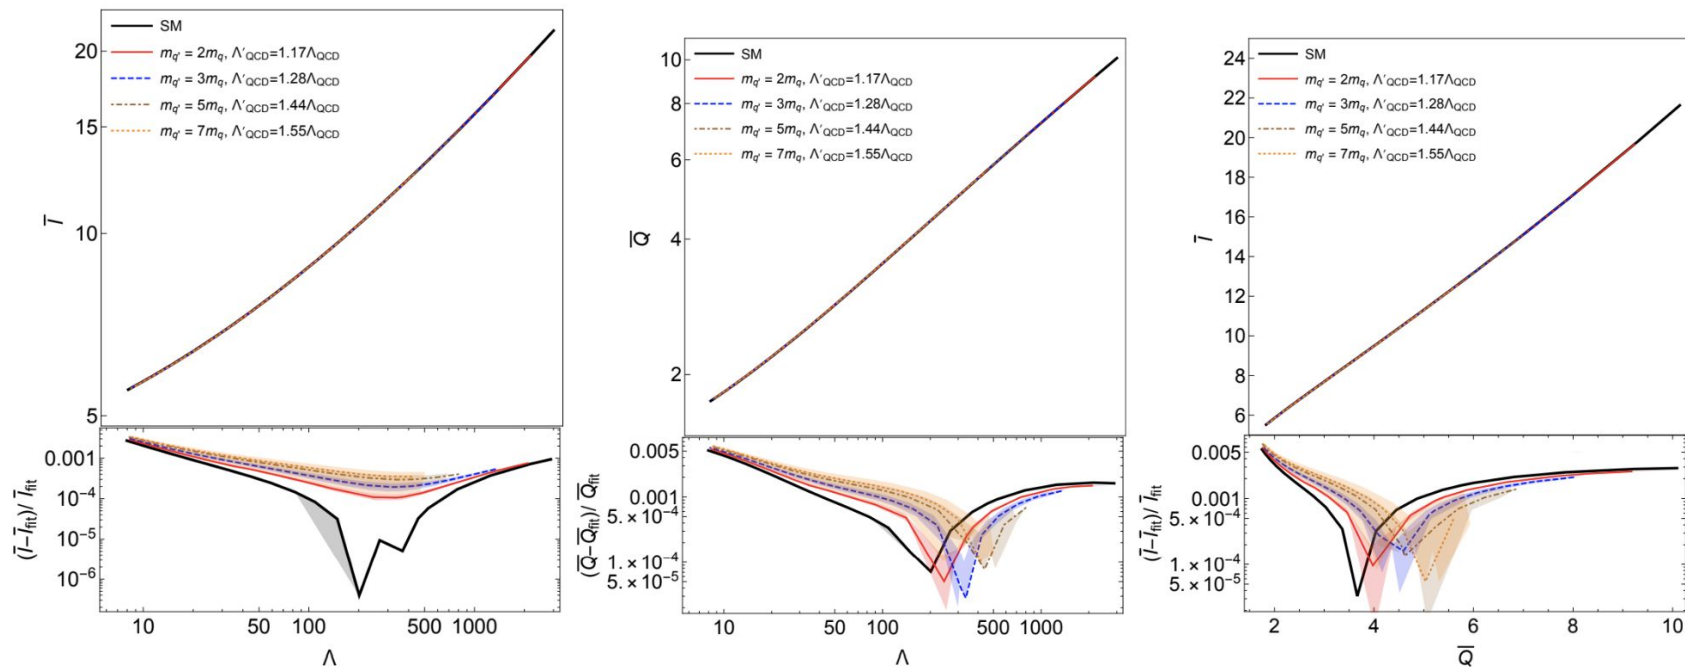 SM
m_q' = 2m_q, Λ'_QCD=1.17Λ_QCD
m_q' = 3m_q, Λ'_QCD=1.28Λ_QCD
m_q' = 5m_q, Λ'_QCD=1.44Λ_QCD
m_q' = 7m_q, Λ'_QCD=1.55Λ_QCD
20
15
10
5
Ī
0.001
10⁻⁴
10⁻⁵
10⁻⁶
(Ī-Ī_fit)/ Ī_fit
10 50 100 500 1000
Λ
SM
m_q' = 2m_q, Λ'_QCD=1.17Λ_QCD
m_q' = 3m_q, Λ'_QCD=1.28Λ_QCD
m_q' = 5m_q, Λ'_QCD=1.44Λ_QCD
m_q' = 7m_q, Λ'_QCD=1.55Λ_QCD
10
8
6
4
2
Q̄
0.005
0.001
5. × 10⁻⁴
1. × 10⁻⁴
5. × 10⁻⁵
(Q̄-Q̄_fit)/ Q̄_fit
10 50 100 500 1000
Λ
SM
m_q' = 2m_q, Λ'_QCD=1.17Λ_QCD
m_q' = 3m_q, Λ'_QCD=1.28Λ_QCD
m_q' = 5m_q, Λ'_QCD=1.44Λ_QCD
m_q' = 7m_q, Λ'_QCD=1.55Λ_QCD
24
22
20
18
16
14
12
10
8
6
Ī
0.005
0.001
5. × 10⁻⁴
1. × 10⁻⁴
5. × 10⁻⁵
(Ī-Ī_fit)/ Ī_fit
2 4 6 8 10
Q̄